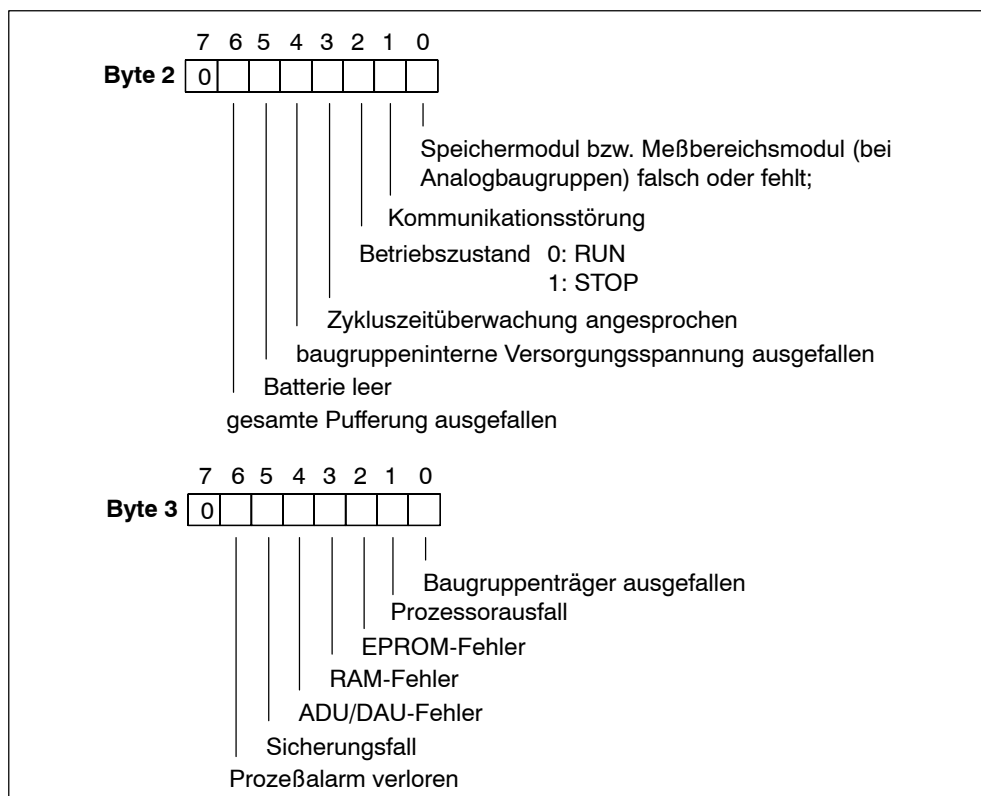 7 6 5 4 3 2 1 0
Byte 2 0
Speichermodul bzw. Meßbereichsmodul (bei
Analogbaugruppen) falsch oder fehlt;
Kommunikationsstörung
Betriebszustand 0: RUN
1: STOP
Zykluszeitüberwachung angesprochen
baugruppeninterne Versorgungsspannung ausgefallen
Batterie leer
gesamte Pufferung ausgefallen
7 6 5 4 3 2 1 0
Byte 3 0
Baugruppenträger ausgefallen
Prozessorausfall
EPROM-Fehler
RAM-Fehler
ADU/DAU-Fehler
Sicherungsfall
Prozeßalarm verloren